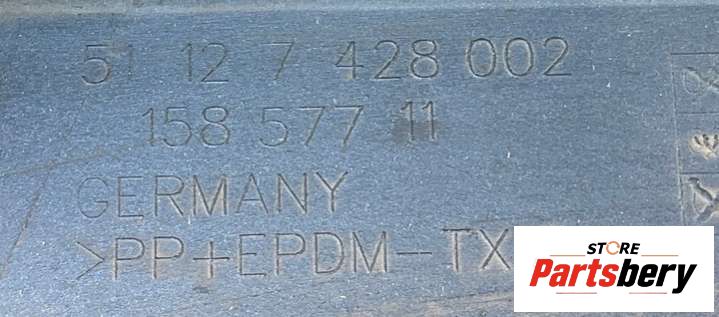 51 12 7 428 002
158 577 11
GERMANY
>PP+EPDM-TX
STORE
Partsbery